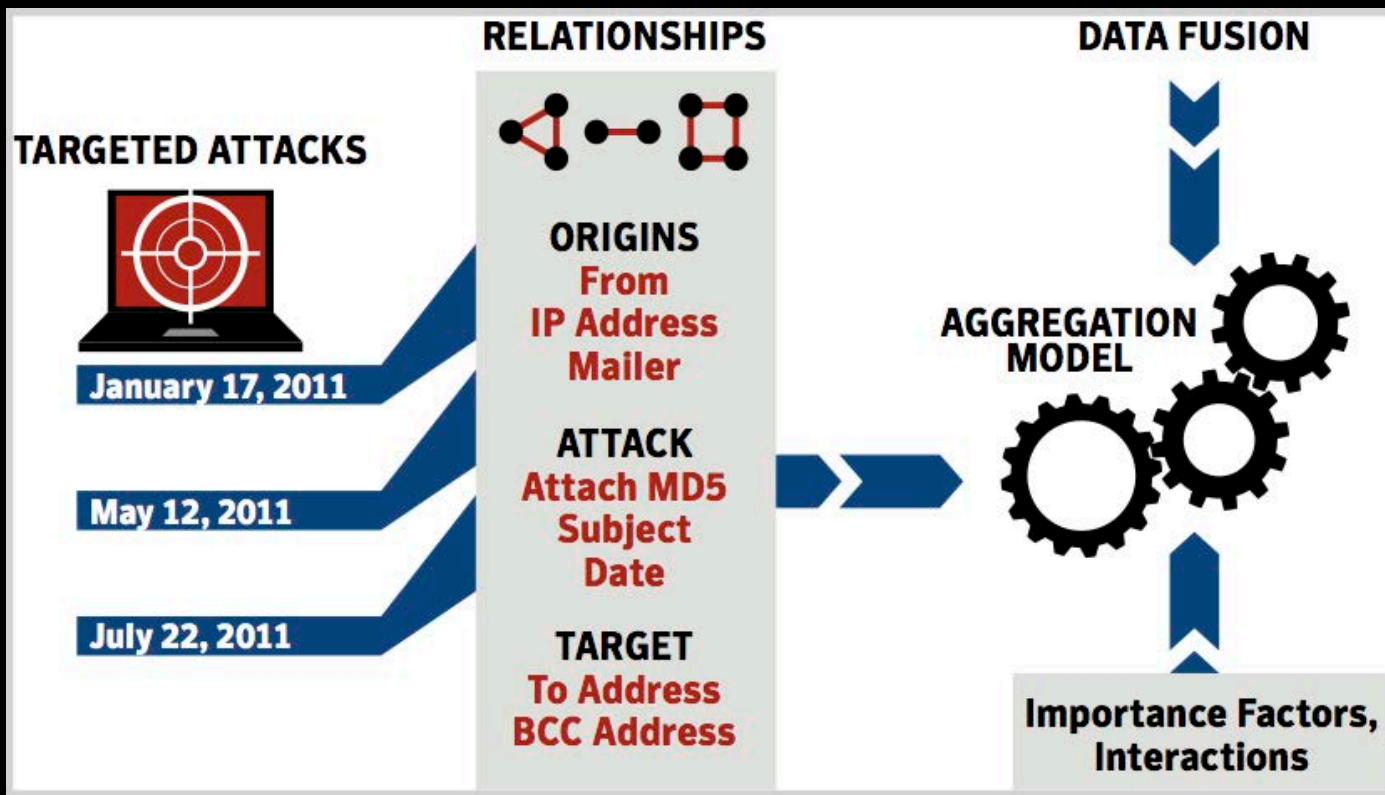 TARGETED ATTACKS
January 17, 2011
May 12, 2011
July 22, 2011
RELATIONSHIPS
ORIGINS
From
IP Address
Mailer
ATTACK
Attach MD5
Subject
Date
TARGET
To Address
BCC Address
DATA FUSION
AGGREGATION
MODEL
Importance Factors,
Interactions